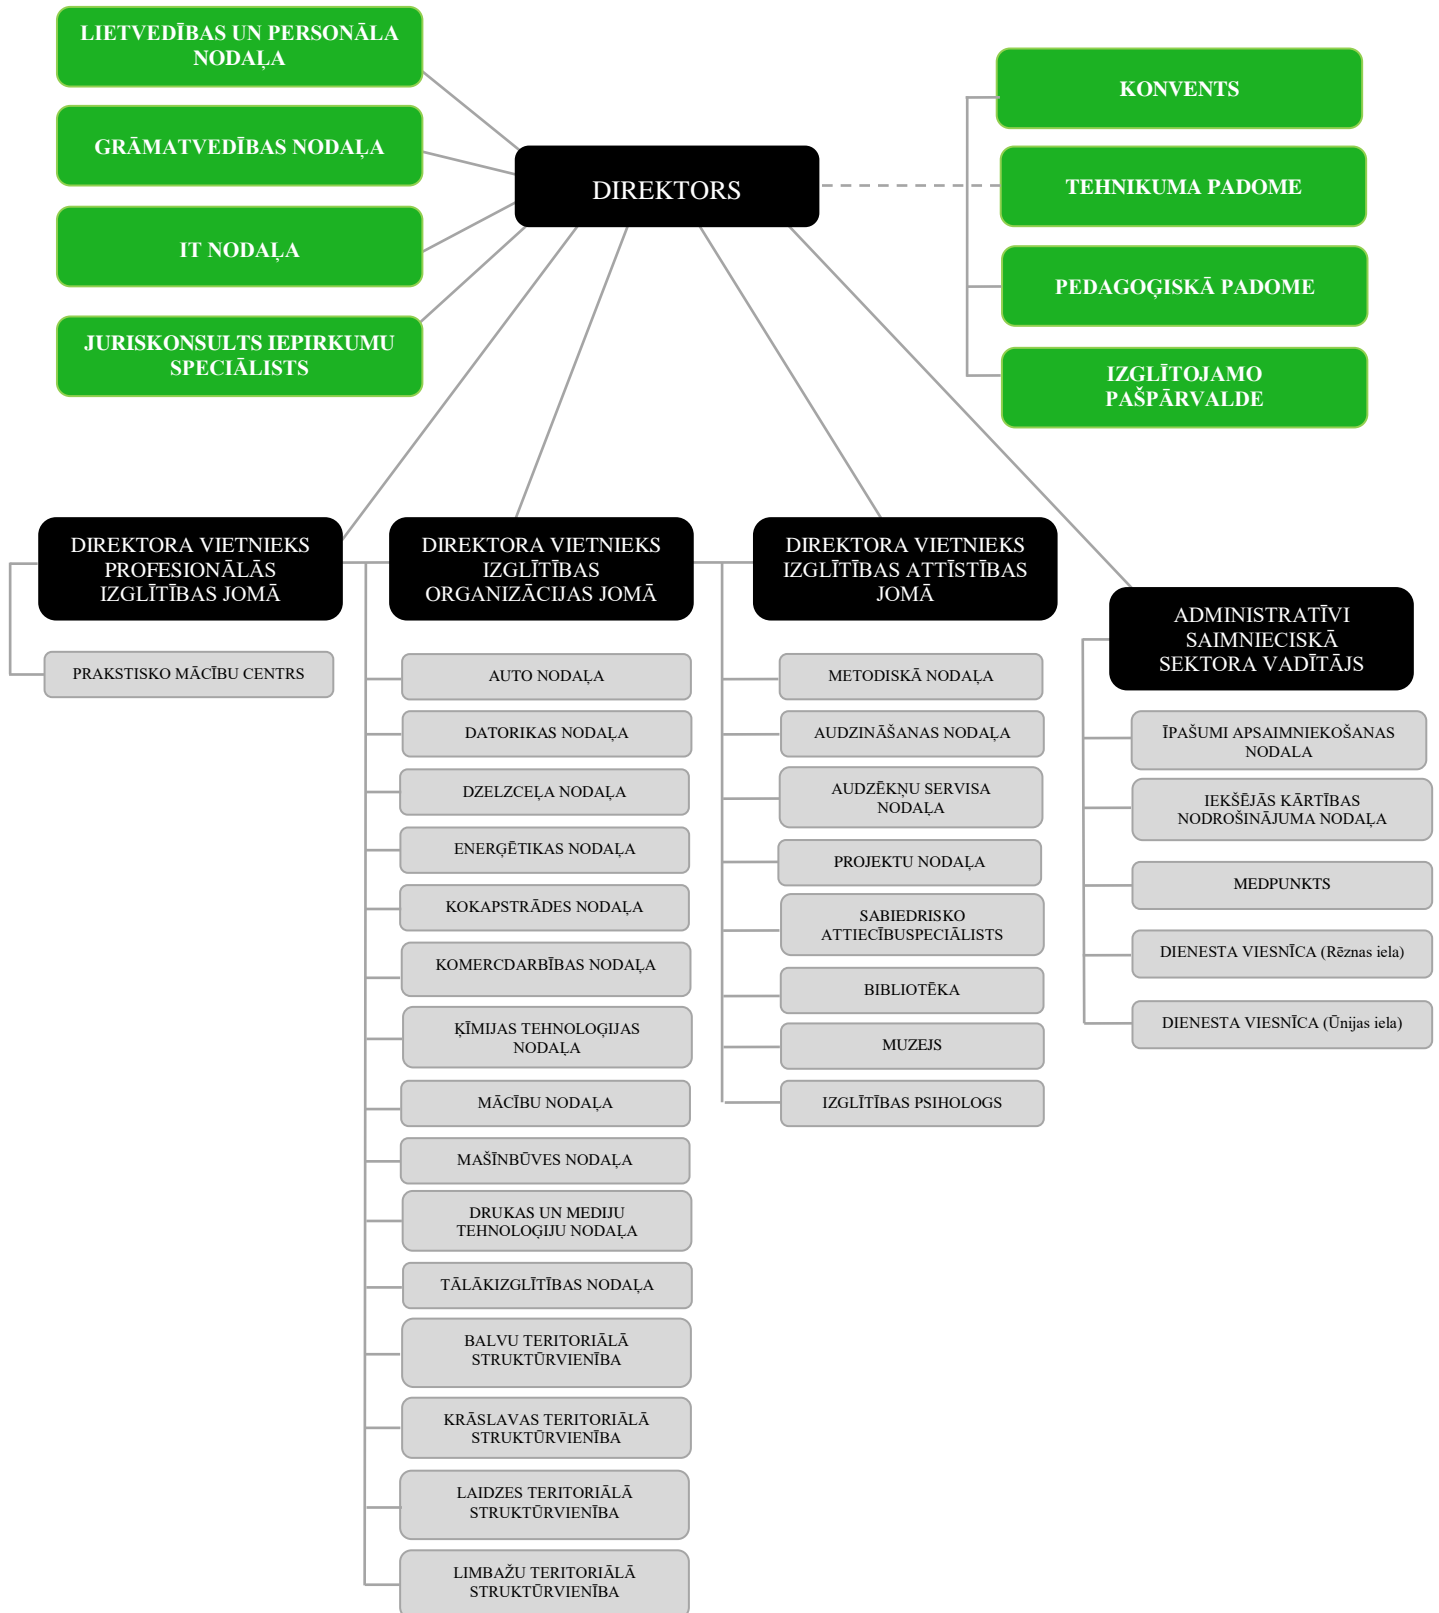 LIETVEDĪBAS UN PERSONĀLA
NODAĻA
GRĀMATVEDĪBAS NODAĻA
IT NODAĻA
JURISKONSULTS IEPIRKUMU
SPECIĀLISTS
DIREKTORS
KONVENTS
TEHNIKUMA PADOME
PEDAGOĢISKĀ PADOME
IZGLĪTOJAMO
PAŠPĀRVALDE
DIREKTORA VIETNIEKS
PROFESIONĀLĀS
IZGLĪTĪBAS JOMĀ
PRAKSTISKO MĀCĪBU CENTRS
DIREKTORA VIETNIEKS
IZGLĪTĪBAS
ORGANIZĀCIJAS JOMĀ
AUTO NODAĻA
DATORIKAS NODAĻA
DZELZCEĻA NODAĻA
ENERĢĒTIKAS NODAĻA
KOKAPSTRĀDES NODAĻA
KOMERCDARBĪBAS NODAĻA
ĶĪMIJAS TEHNOLOĢIJAS
NODAĻA
MĀCĪBU NODAĻA
MAŠĪNBŪVES NODAĻA
DRUKAS UN MEDIJU
TEHNOLOĢIJU NODAĻA
TĀLĀKIZGLĪTĪBAS NODAĻA
BALVU TERITORIĀLĀ
STRUKTŪRVIENĪBA
KRĀSLAVAS TERITORIĀLĀ
STRUKTŪRVIENĪBA
LAIDZES TERITORIĀLĀ
STRUKTŪRVIENĪBA
LIMBAŽU TERITORIĀLĀ
STRUKTŪRVIENĪBA
DIREKTORA VIETNIEKS
IZGLĪTĪBAS ATTĪSTĪBAS
JOMĀ
METODISKĀ NODAĻA
AUDZINĀŠANAS NODAĻA
AUDZĒKŅU SERVISA
NODAĻA
PROJEKTU NODAĻA
SABIEDRISKO
ATTIECĪBUSPECIĀLISTS
BIBLIOTĒKA
MUZEJS
IZGLĪTĪBAS PSIHOLOGS
ADMINISTRATĪVI
SAIMNIECISKĀ
SEKTORA VADĪTĀJS
ĪPAŠUMI APSAIMNIEKOŠANAS
NODALA
IEKŠĒJĀS KĀRTĪBAS
NODROŠINĀJUMA NODAĻA
MEDPUNKTS
DIENESTA VIESNĪCA (Rēznas iela)
DIENESTA VIESNĪCA (Ūnijas iela)